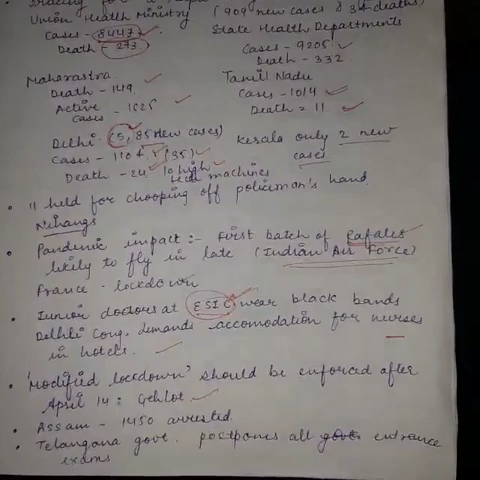 Union Health Ministry (909 new cases & 34 deaths)
State Health Departments
Cases - 8447
Death - 273
Cases - 9205
Death - 332
Maharastra
Death - 149
Active Cases -
Tamil Nadu
Cases - 1014
Death = 11
Delhi (5, 85 new cases)
Cases -
Death - 24
10 high tech machines
Kerala only 2 new cases
• 11 held for chooping off policman's hand
Nihangs
• Pandemic impact :- First batch of Rafales
likely to fly in late (Indian Air Force)
France - lockdown
• Junior doctors at ESIC wear black bands
Delhi Cong. demands accomodation for nurses
in hotels.
• 'Modified lockdown' should be enforced after
April 14 : Gehlot
• Assam - 1450 arrested
• Telangana govt. postpones all govt. entrance
exams